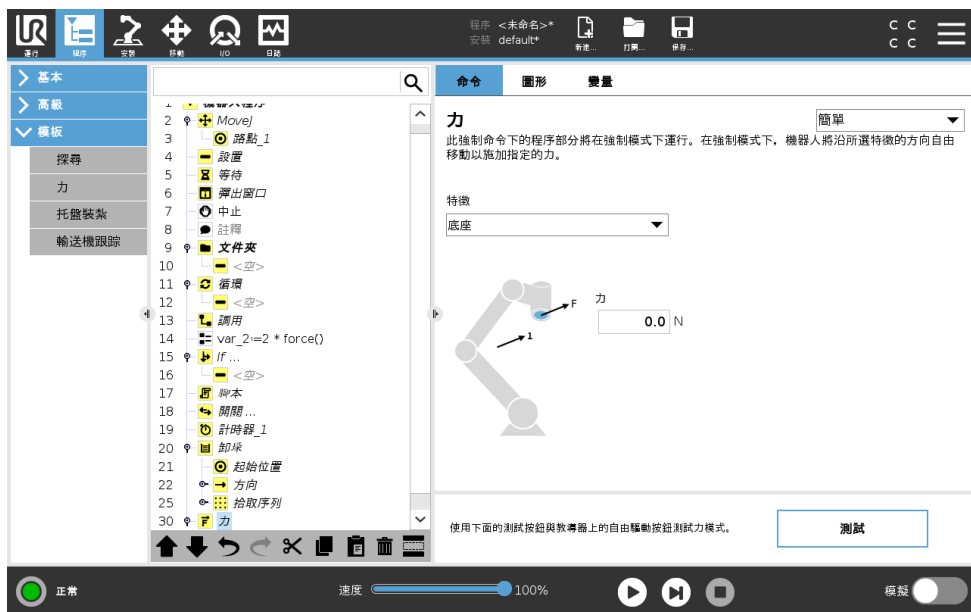 運行
程序
安裝
移動
I/O
日誌
程序 <未命名>*
安裝 default*
新建...
打開...
保存...
C C
C C
基本
高級
模板
探尋
力
托盤裝紮
輸送機跟踪
1 機器人程序
2 MoveJ
3 路點_1
4 設置
5 等待
6 彈出窗口
7 中止
8 註釋
9 文件夾
10 <空>
11 循環
12 <空>
13 調用
14 var_2:=2 * force()
15 If ...
16 <空>
17 腳本
18 開關 ...
19 計時器_1
20 卸垛
21 起始位置
22 方向
25 拾取序列
30 力
命令 圖形 變量
力
簡單
此強制命令下的程序部分將在強制模式下運行。在強制模式下，機器人將沿所選特徵的方向自由
移動以施加指定的力。
特徵
底座
F
1
力
0.0 N
使用下面的測試按鈕與教導器上的自由驅動按鈕測試力模式。
測試
正常
速度 100%
模擬